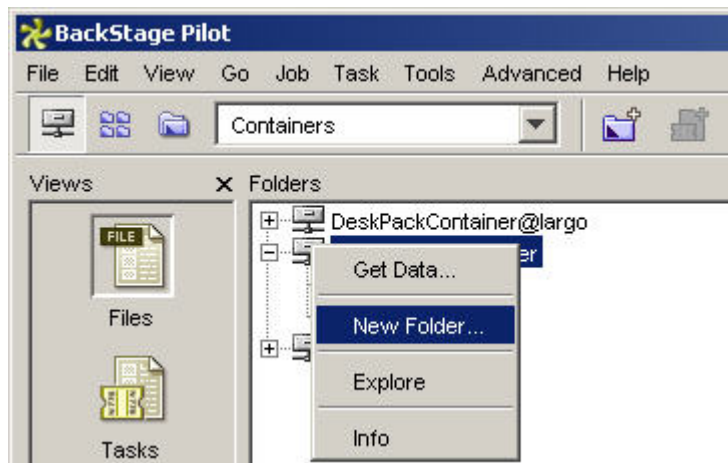 BackStage Pilot
File Edit View Go Job Task Tools Advanced Help
Containers
Views Folders
DeskPackContainer@largo
er
Get Data...
New Folder...
Explore
Info
FILE
Files
Tasks